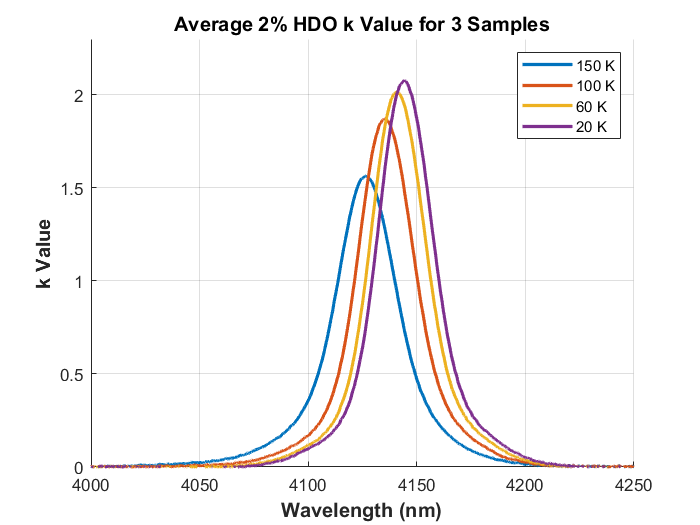 Average 2% HDO k Value for 3 Samples
150 K
100 K
60 K
20 K
2
1.5
1
0.5
0
k Value
4000
4050
4100
4150
4200
4250
Wavelength (nm)